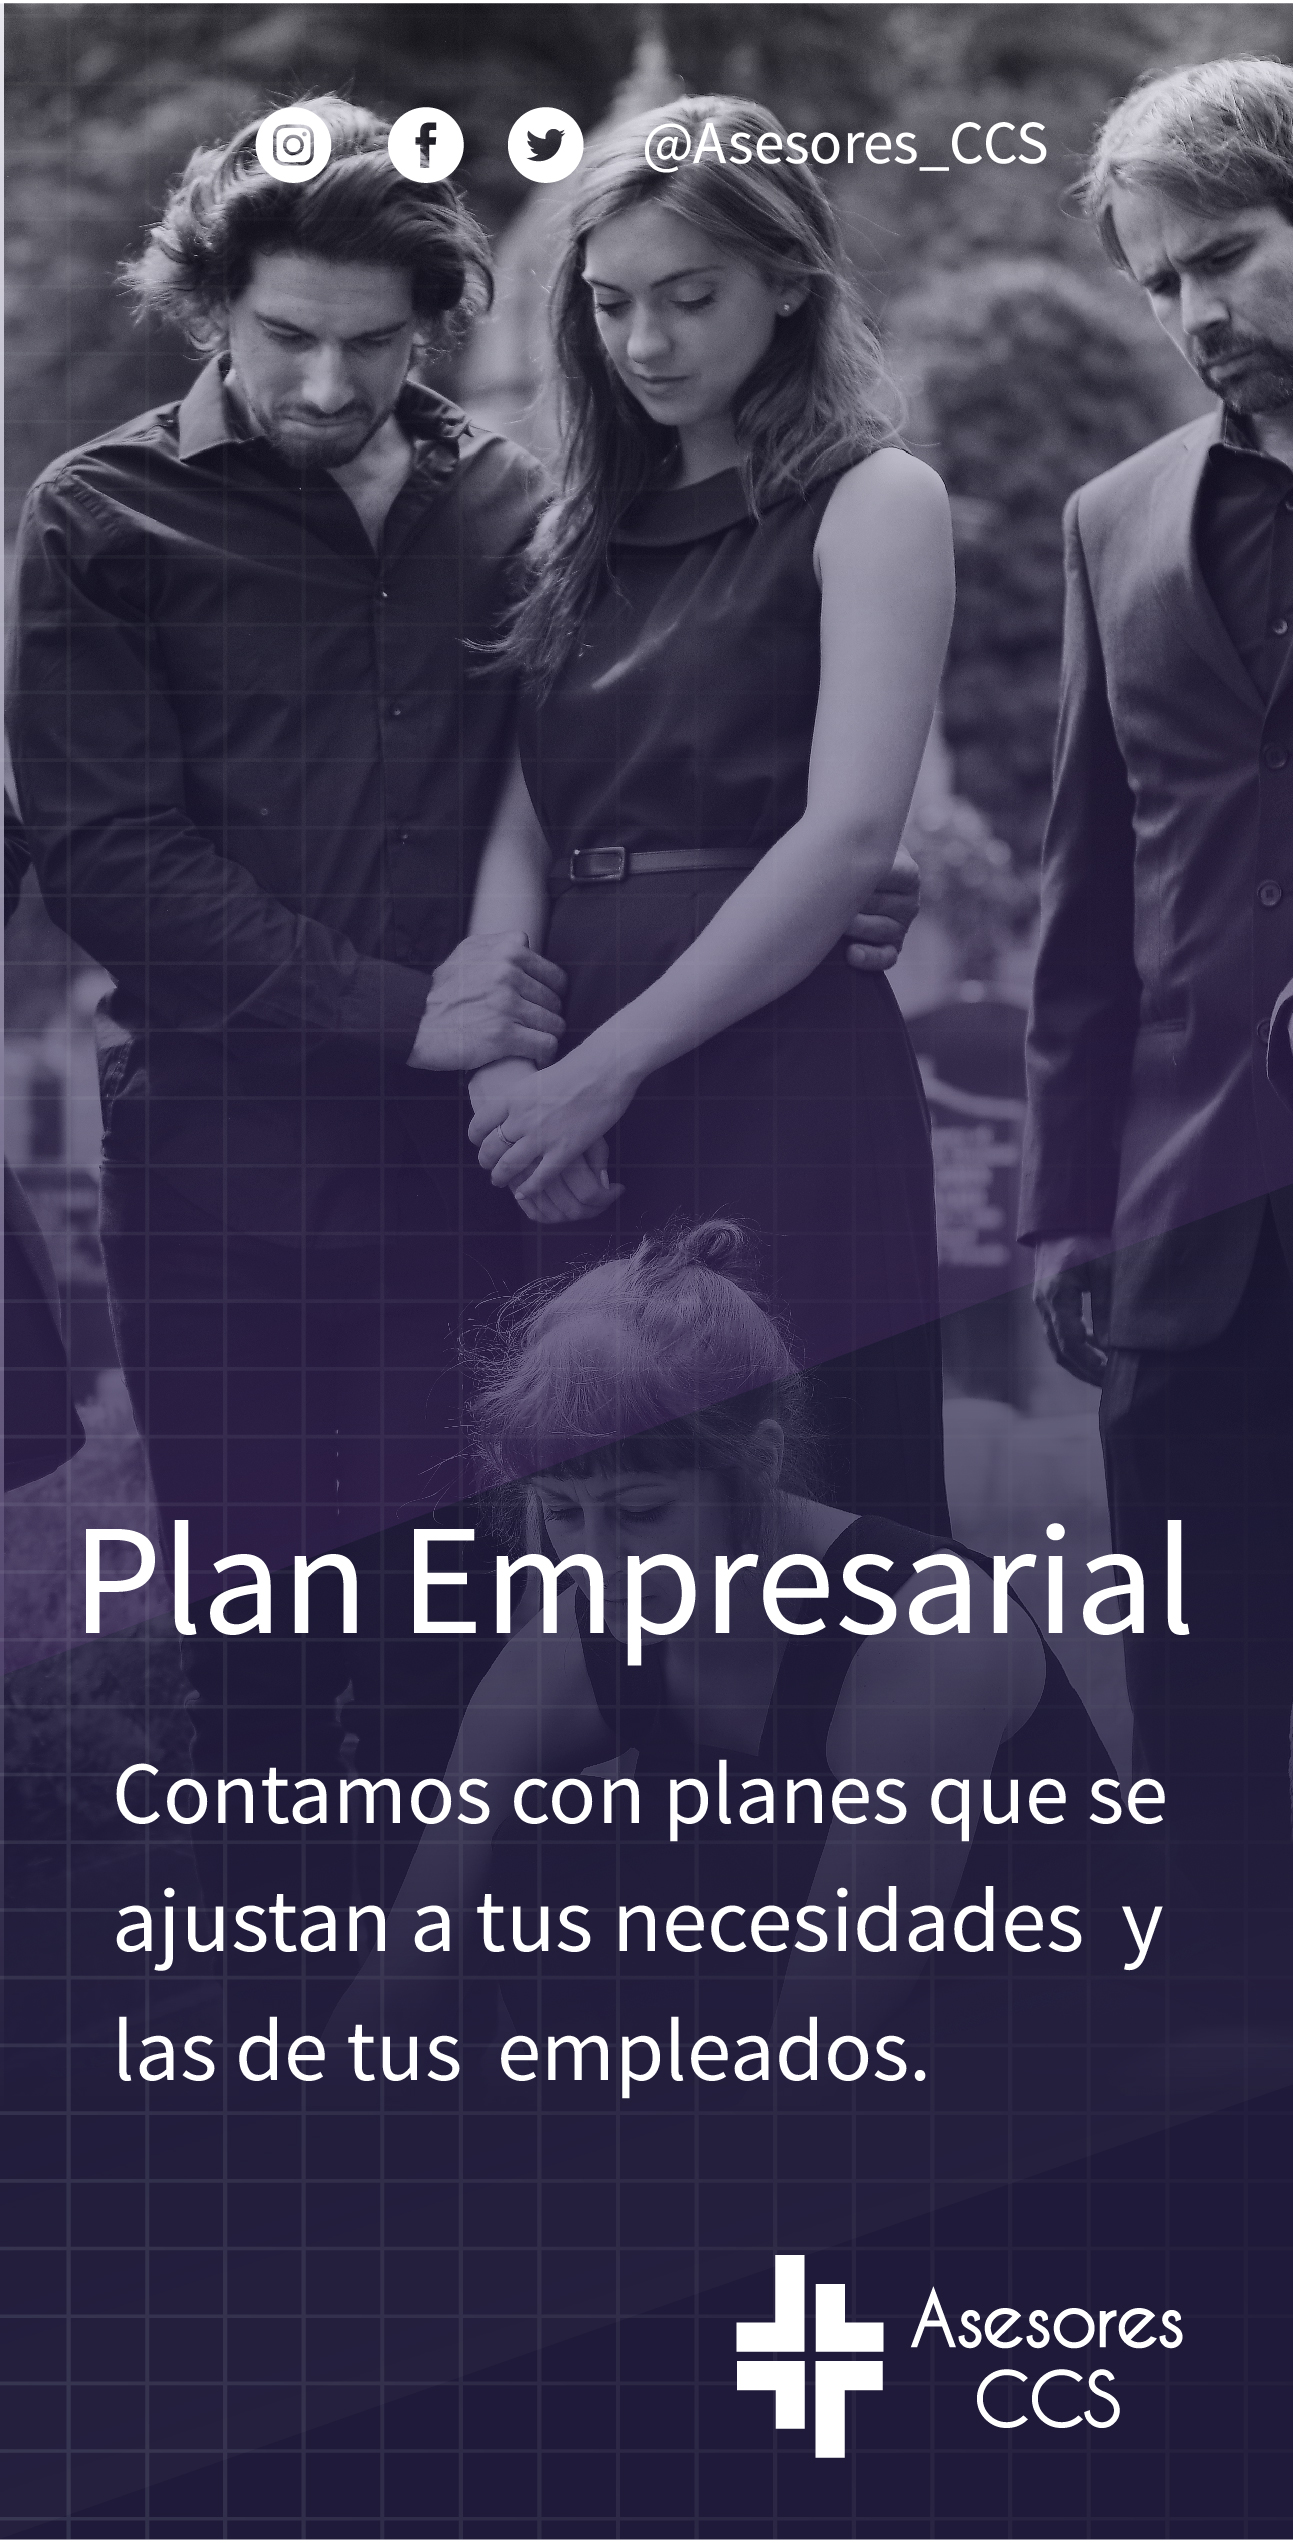 @Asesores_CCS
Plan Empresarial
Contamos con planes que se
ajustan a tus necesidades  y
las de tus  empleados.
Asesores
CCS